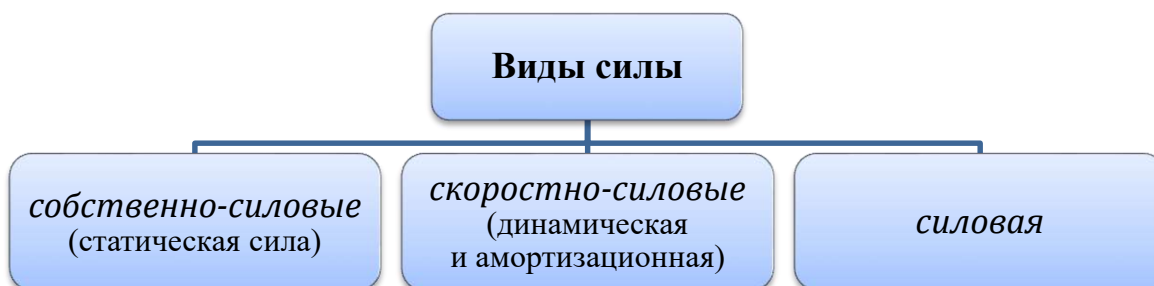 Виды силы
собственно-силовые
(статическая сила)
скоростно-силовые
(динамическая
и амортизационная)
силовая